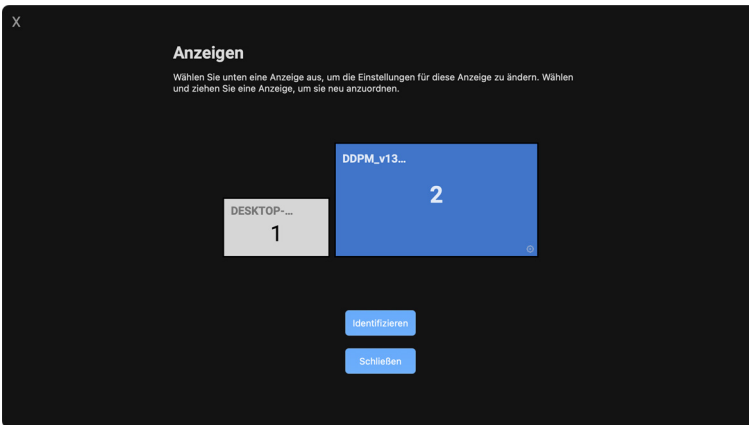 X
Anzeigen
Wählen Sie unten eine Anzeige aus, um die Einstellungen für diese Anzeige zu ändern. Wählen
und ziehen Sie eine Anzeige, um sie neu anzuordnen.
DDPM_v13...
2
DESKTOP-...
1
Identifizieren
Schließen